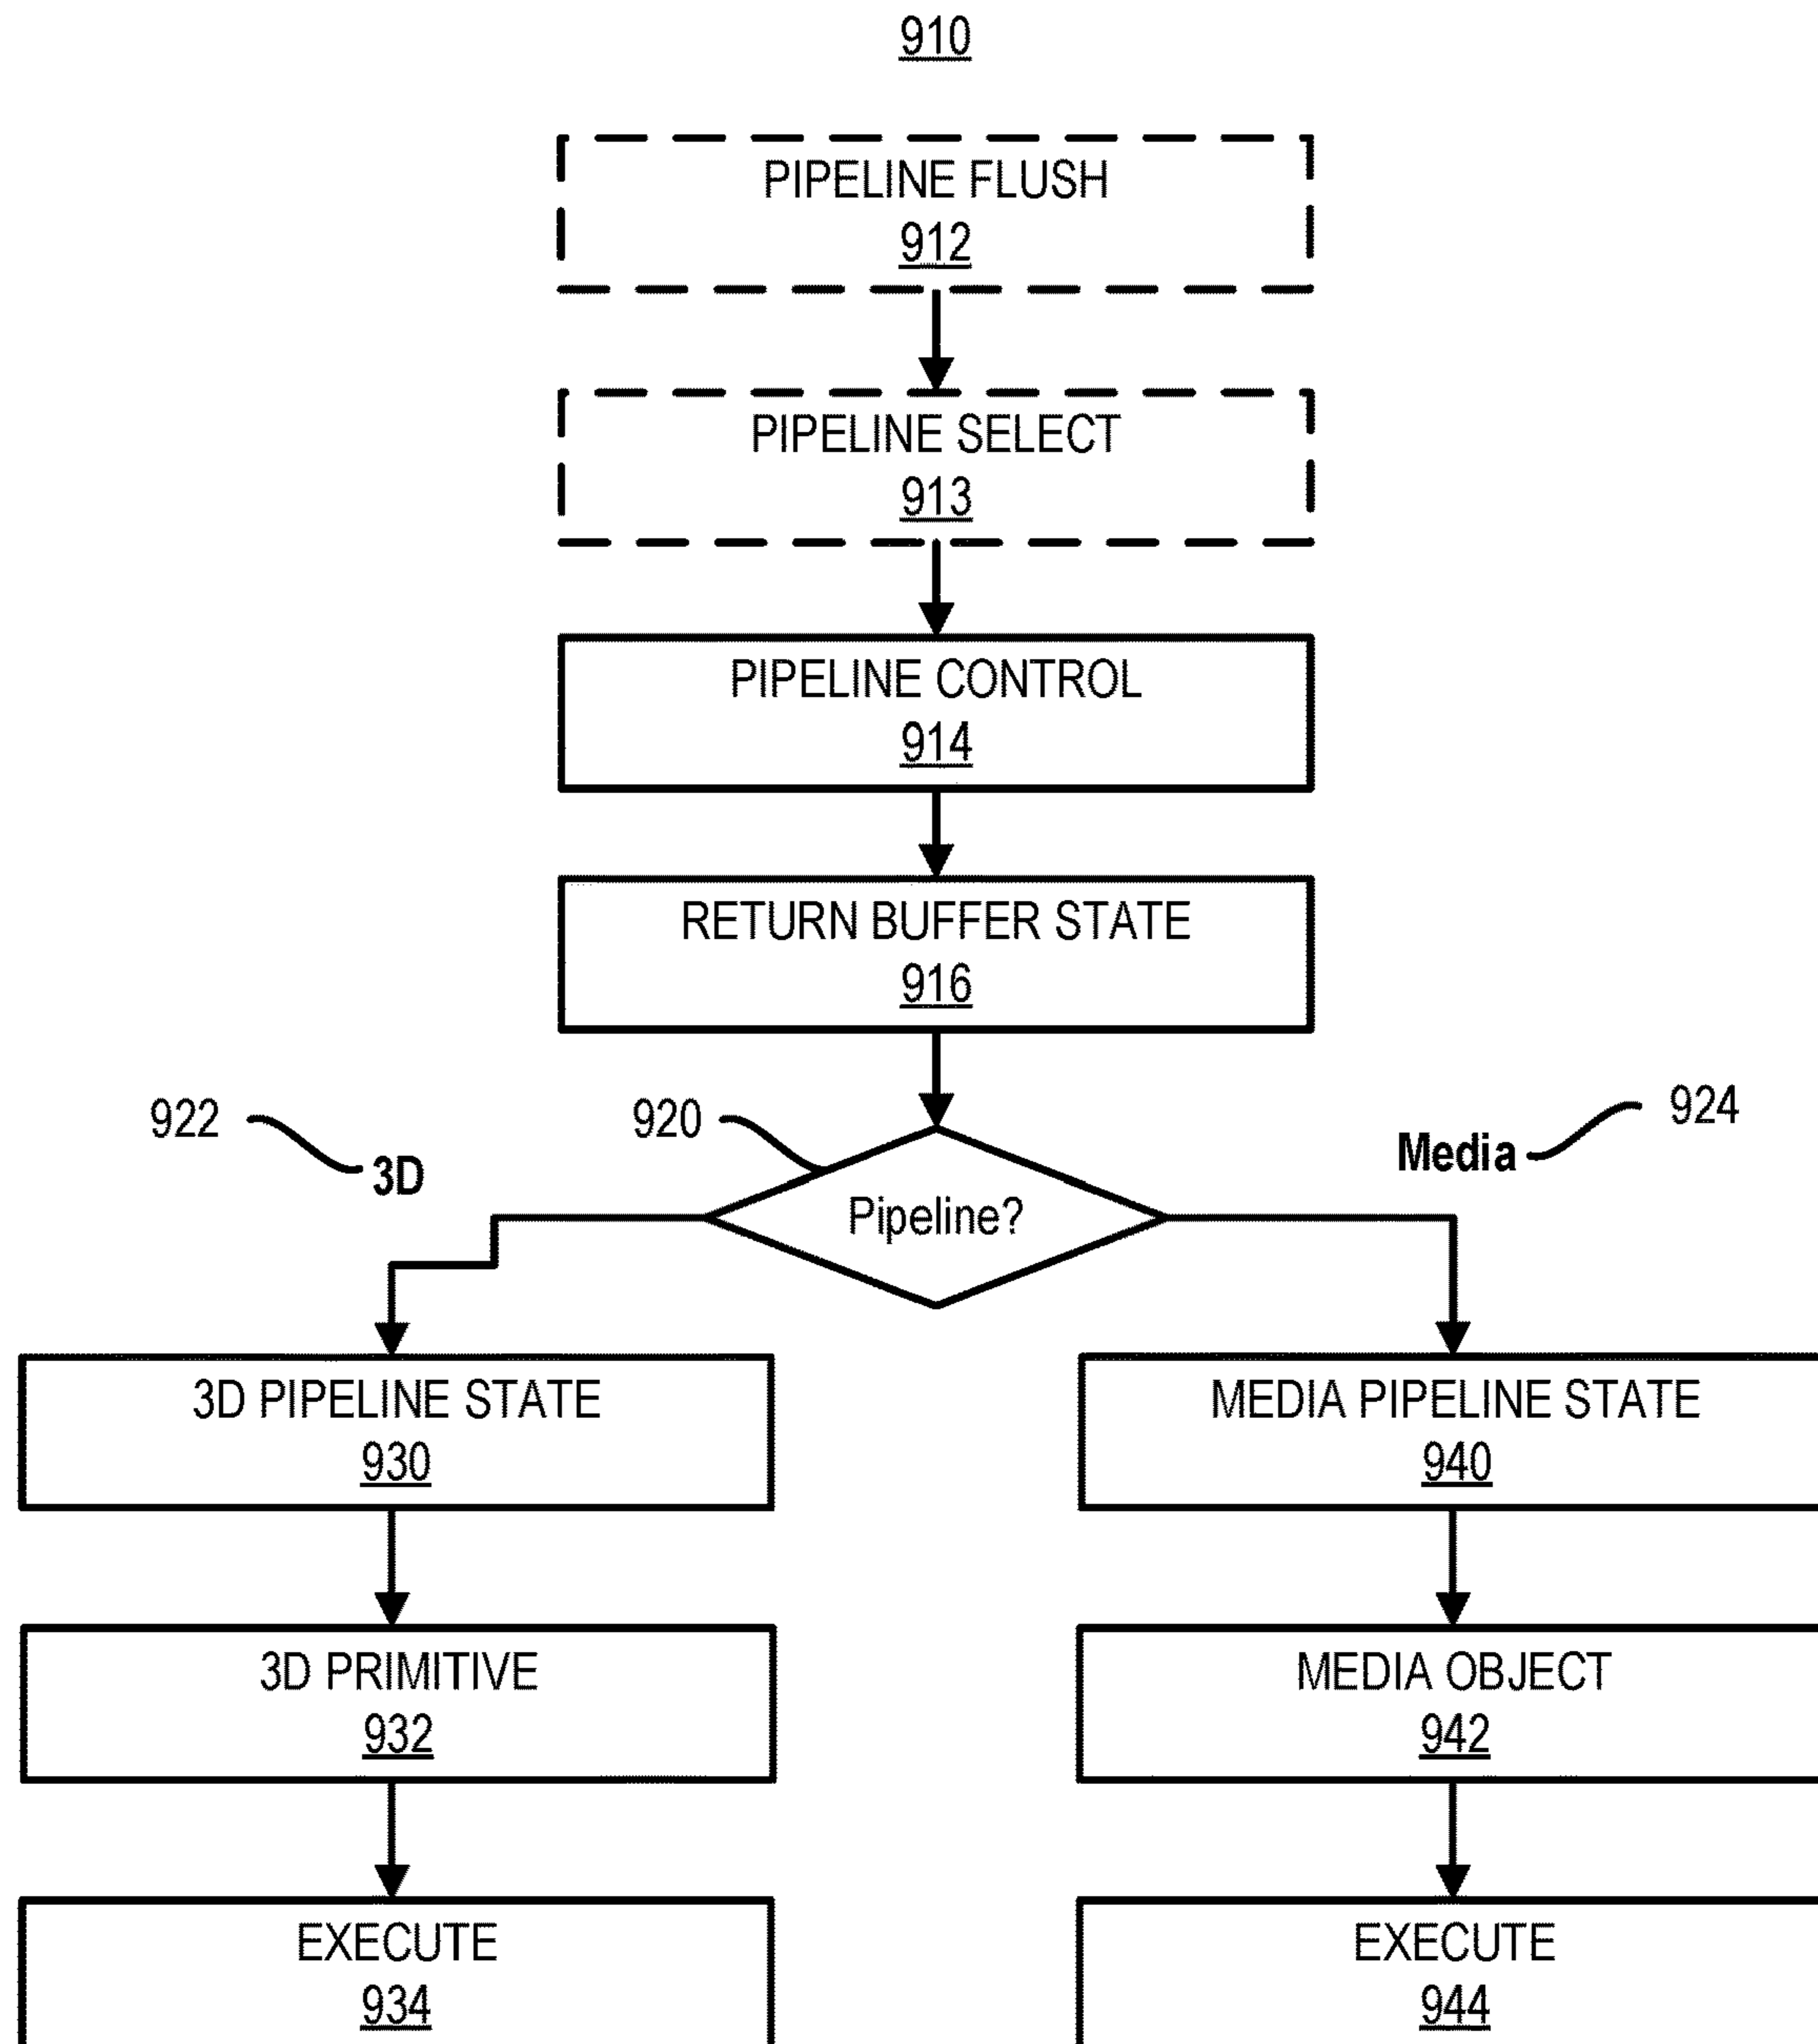 910
PIPELINE FLUSH
912
PIPELINE SELECT
913
PIPELINE CONTROL
914
RETURN BUFFER STATE
916
922
920
924
3D
Media
Pipeline?
3D PIPELINE STATE
930
MEDIA PIPELINE STATE
940
3D PRIMITIVE
932
MEDIA OBJECT
942
EXECUTE
934
EXECUTE
944